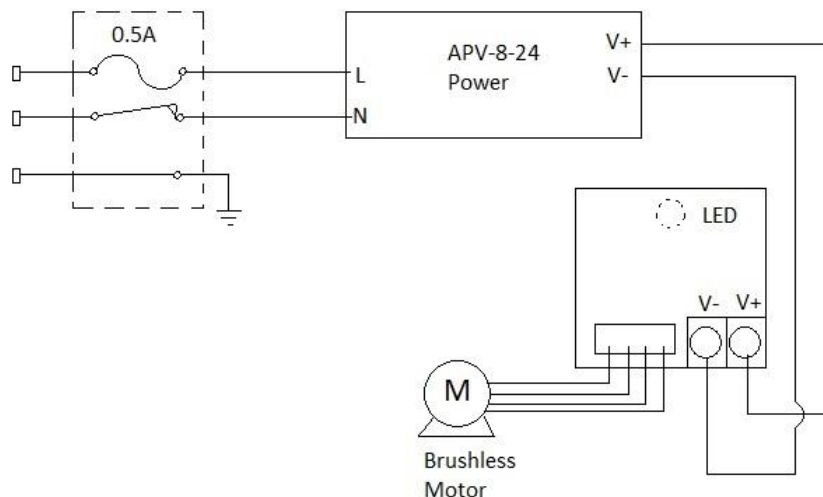 0.5A
APV-8-24
Power
V+
V-
L
N
LED
V- V+
M
Brushless
Motor